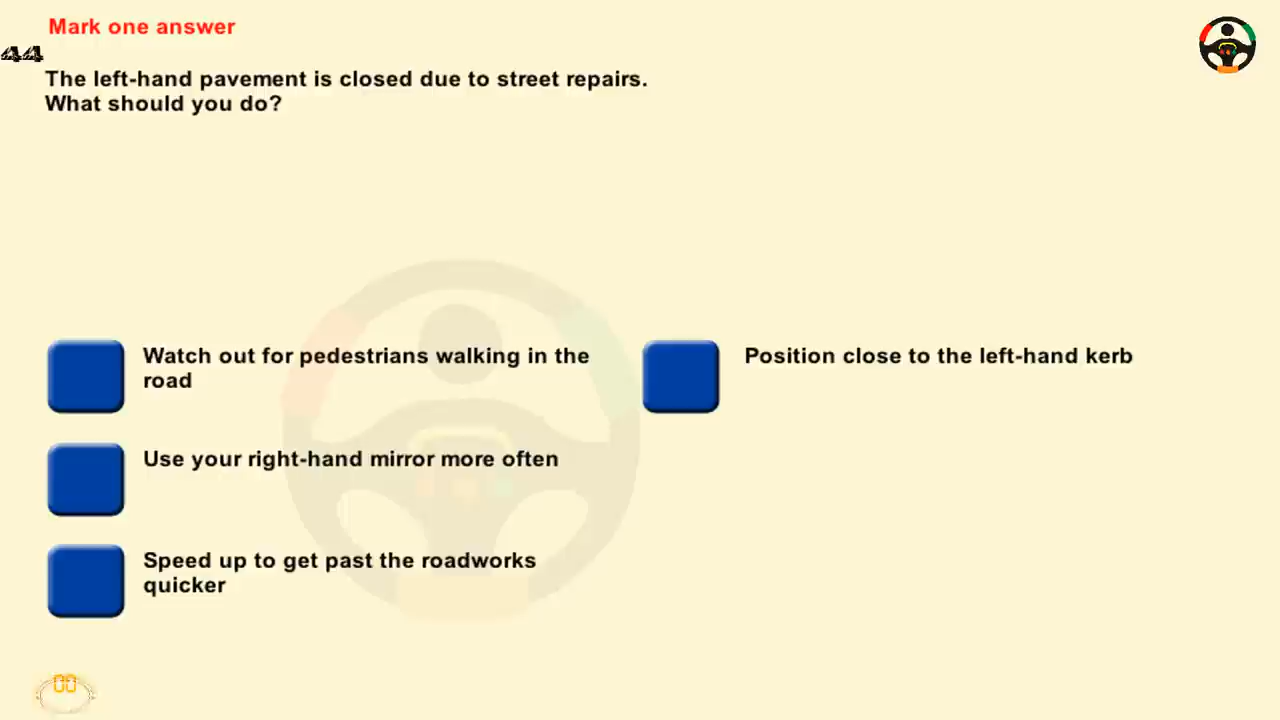 Mark one answer
44
The left-hand pavement is closed due to street repairs.
What should you do?
Watch out for pedestrians walking in the
road
Position close to the left-hand kerb
Use your right-hand mirror more often
Speed up to get past the roadworks
quicker
00